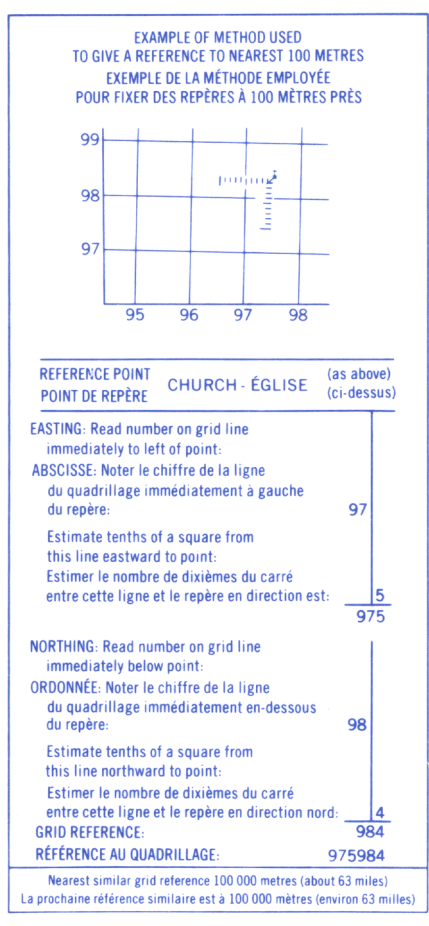 EXAMPLE OF METHOD USED
TO GIVE A REFERENCE TO NEAREST 100 METRES
EXEMPLE DE LA MÉTHODE EMPLOYÉE
POUR FIXER DES REPÈRES À 100 MÈTRES PRÈS
99
98
97
95 96 97 98
REFERENCE POINT
POINT DE REPÈRE
CHURCH - ÉGLISE
(as above)
(ci-dessus)
EASTING: Read number on grid line
immediately to left of point:
ABSCISSE: Noter le chiffre de la ligne
du quadrillage immédiatement à gauche
du repère: 97
Estimate tenths of a square from
this line eastward to point:
Estimer le nombre de dixièmes du carré
entre cette ligne et le repère en direction est: 5
975
NORTHING: Read number on grid line
immediately below point:
ORDONNÉE: Noter le chiffre de la ligne
du quadrillage immédiatement en-dessous
du repère: 98
Estimate tenths of a square from
this line northward to point:
Estimer le nombre de dixièmes du carré
entre cette ligne et le repère en direction nord: 4
GRID REFERENCE: 984
RÉFÉRENCE AU QUADRILLAGE: 975984
Nearest similar grid reference 100 000 metres (about 63 miles)
La prochaine référence similaire est à 100 000 mètres (environ 63 milles)